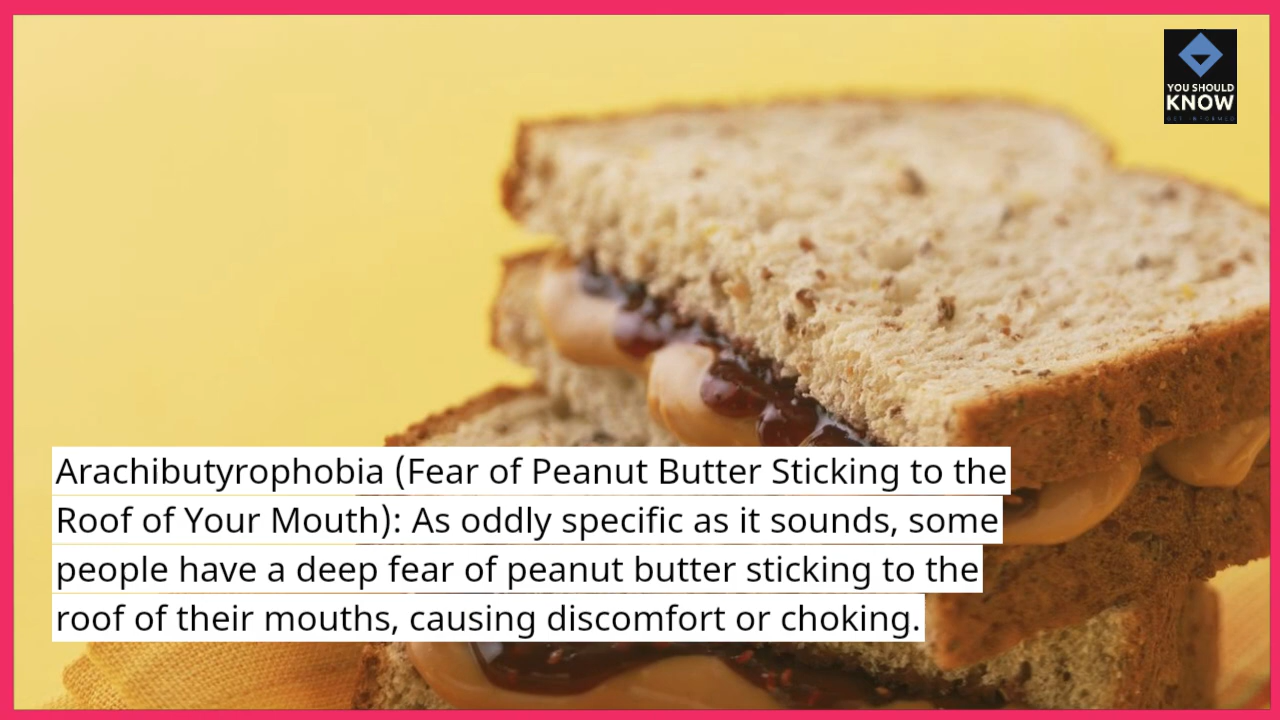 YOU SHOULD
KNOW
GET INFORMED
Arachibutyrophobia (Fear of Peanut Butter Sticking to the
Roof of Your Mouth): As oddly specific as it sounds, some
people have a deep fear of peanut butter sticking to the
roof of their mouths, causing discomfort or choking.